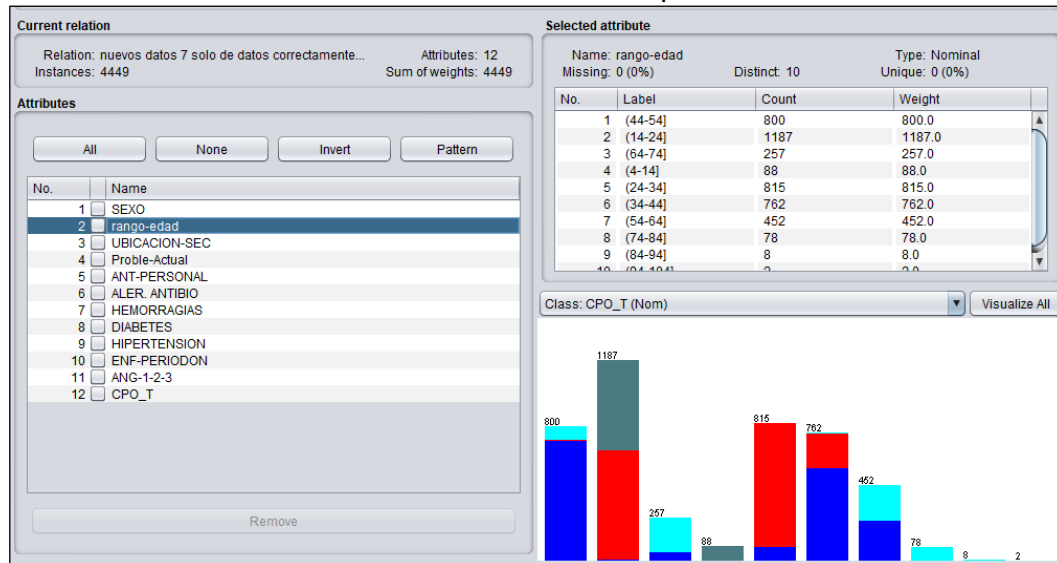 Current relation
Relation: nuevos datos 7 solo de datos correctamente... Attributes: 12
Instances: 4449 Sum of weights: 4449
Attributes
All None Invert Pattern
No. Name
1 SEXO
2 rango-edad
3 UBICACION-SEC
4 Proble-Actual
5 ANT-PERSONAL
6 ALER. ANTIBIO
7 HEMORRAGIAS
8 DIABETES
9 HIPERTENSION
10 ENF-PERIODON
11 ANG-1-2-3
12 CPO_T
Remove
Selected attribute
Name: rango-edad Type: Nominal
Missing: 0 (0%) Distinct: 10 Unique: 0 (0%)
No. Label Count Weight
1 (44-54] 800 800.0
2 (14-24] 1187 1187.0
3 (64-74] 257 257.0
4 (4-14] 88 88.0
5 (24-34] 815 815.0
6 (34-44] 762 762.0
7 (54-64] 452 452.0
8 (74-84] 78 78.0
9 (84-94] 8 8.0
10 (94-104] 2 2.0
Class: CPO_T (Nom) Visualize All
800 1187 257 88 815 762 452 78 8 2